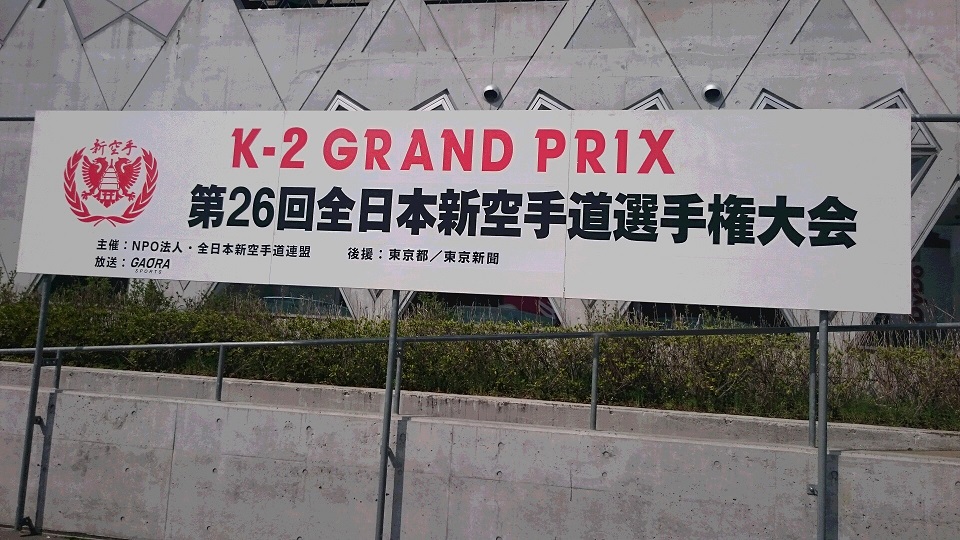 K-2 GRAND PRIX
新空手
第26回全日本新空手道選手権大会
主催：NPO法人・全日本新空手道連盟 後援：東京都／東京新聞
放送：GAORA
SPORTS